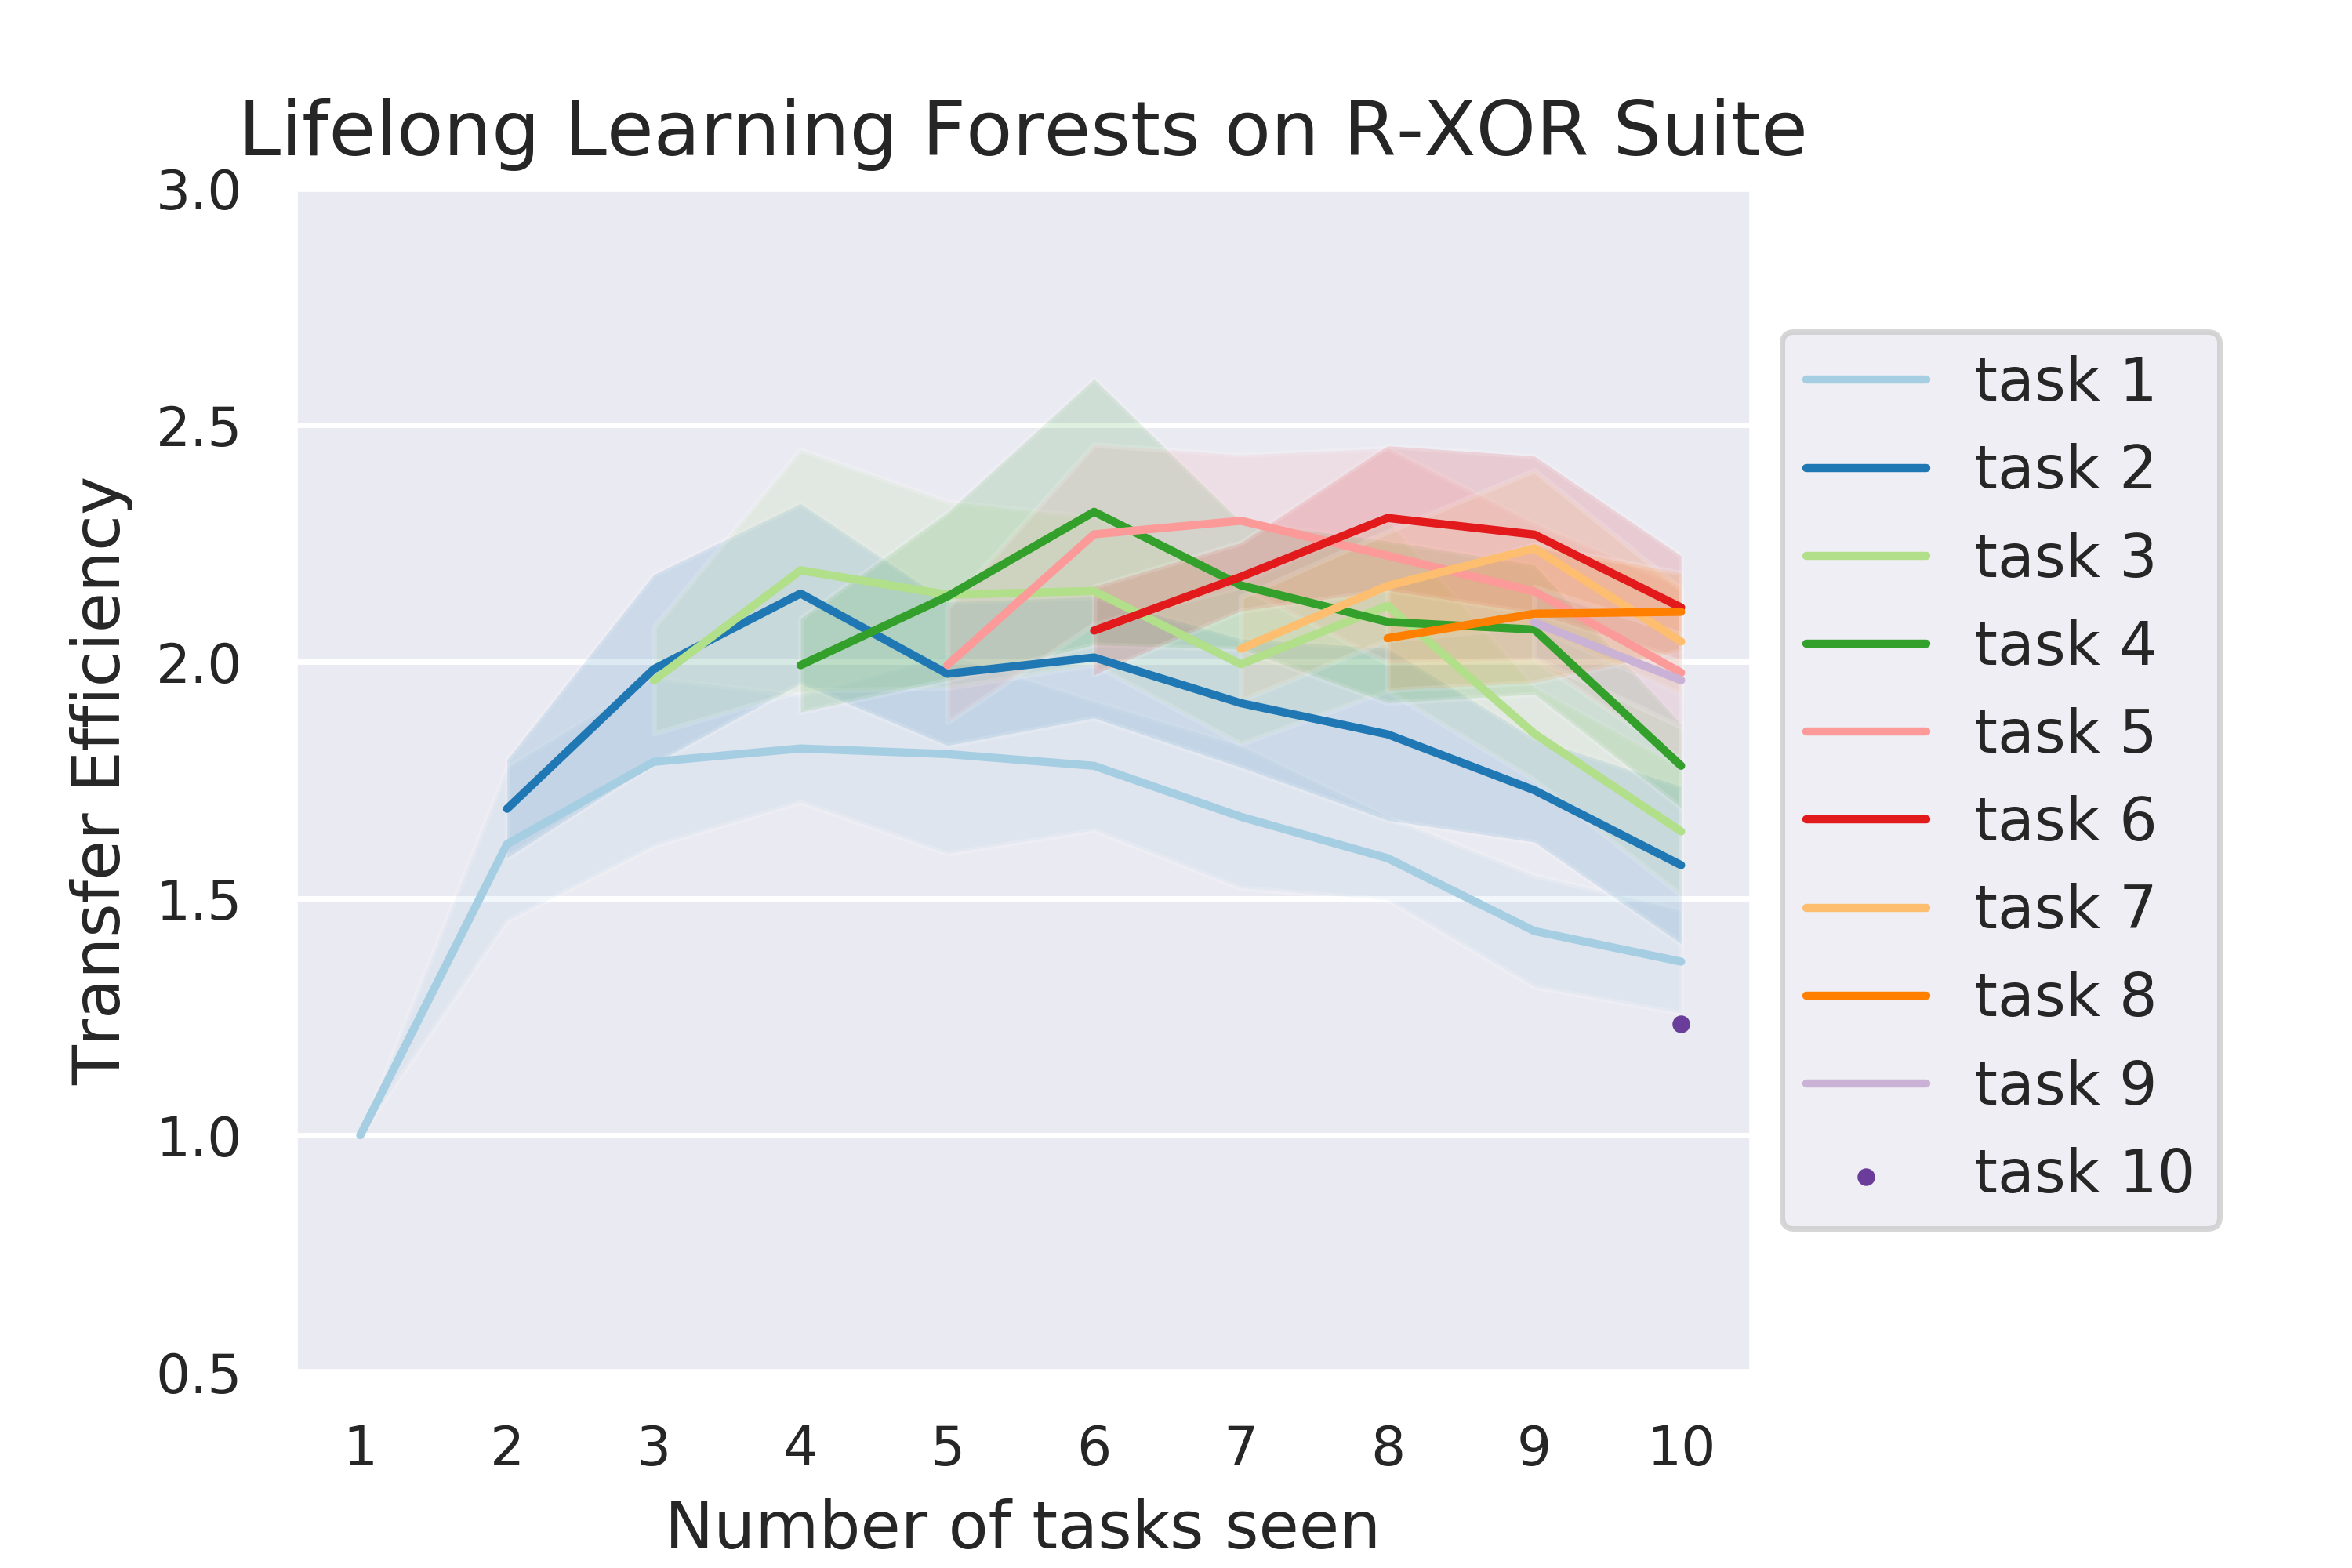 Lifelong Learning Forests on R-XOR Suite
3.0
2.5
2.0
1.5
1.0
0.5
Transfer Efficiency
1 2 3 4 5 6 7 8 9 10
Number of tasks seen
task 1
task 2
task 3
task 4
task 5
task 6
task 7
task 8
task 9
task 10